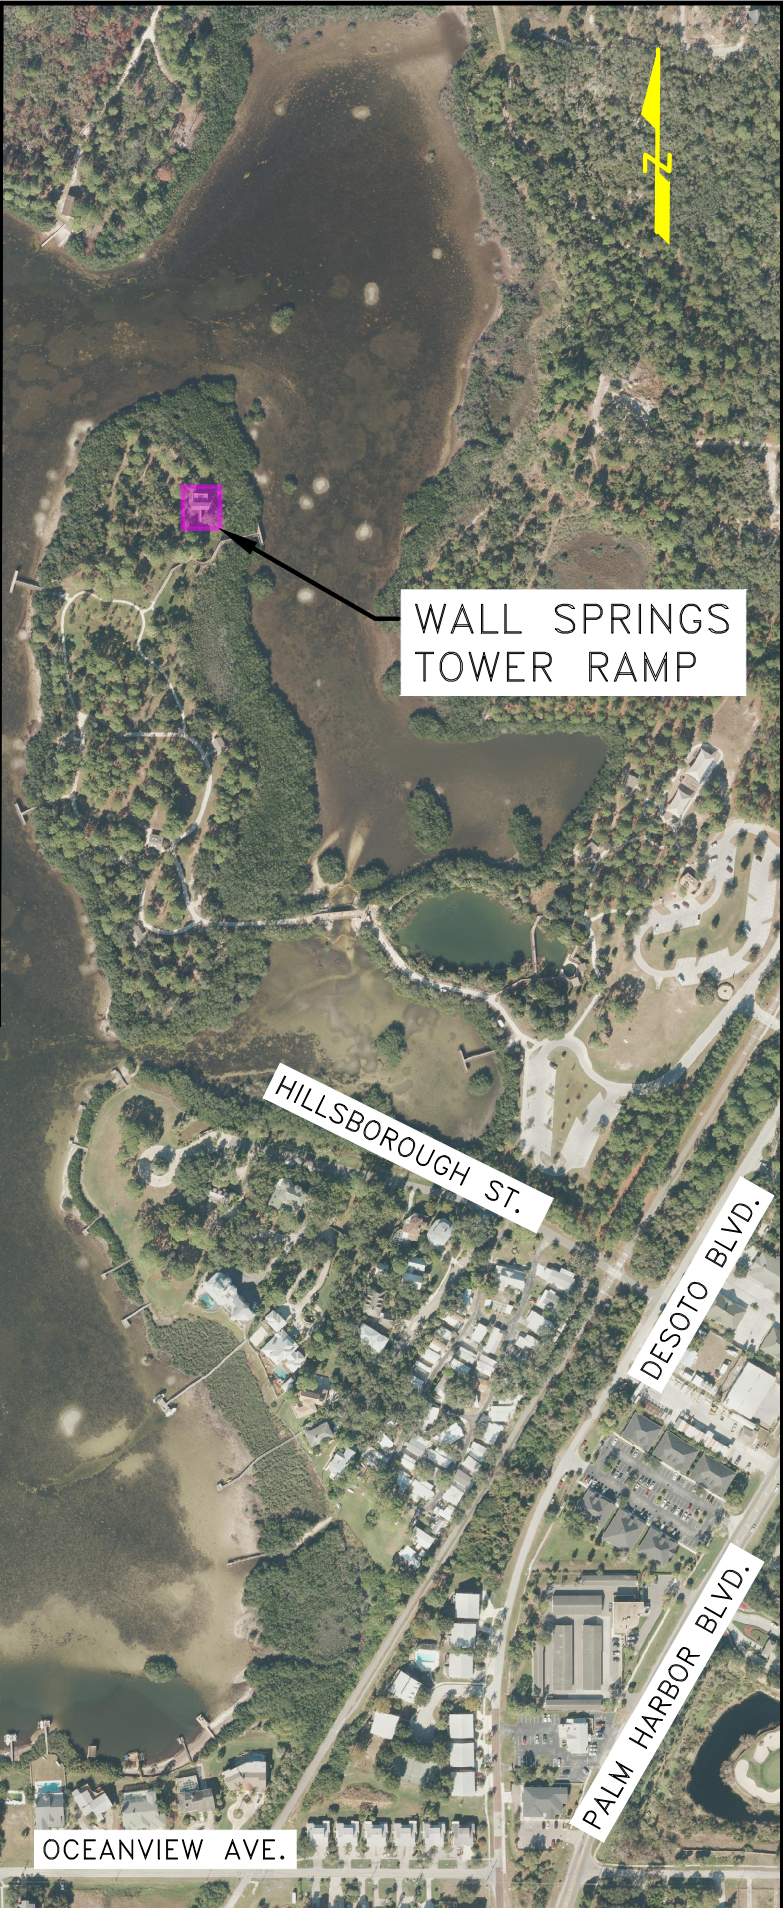 N
WALL SPRINGS
TOWER RAMP
HILLSBOROUGH ST.
DESOTO BLVD.
PALM HARBOR BLVD.
OCEANVIEW AVE.